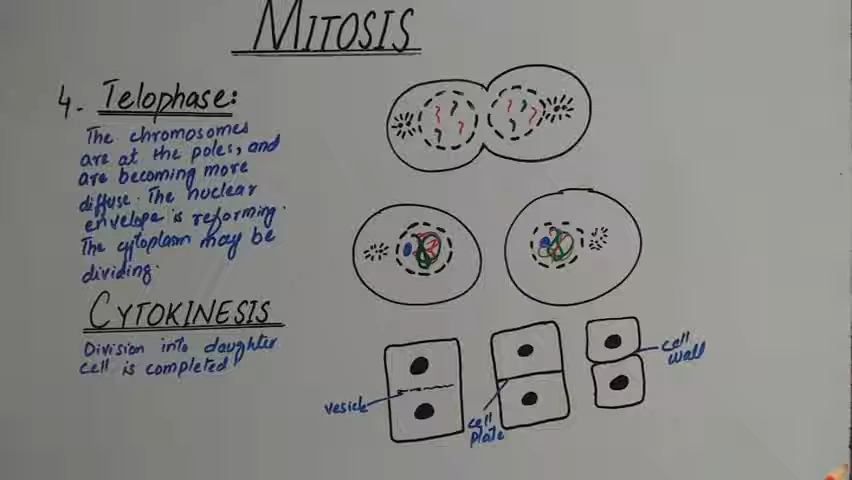 MITOSIS
4. Telophase:
The chromosomes
are at the poles, and
are becoming more
diffuse. The nuclear
envelope is reforming.
The cytoplasm may be
dividing.
CYTOKINESIS
Division into daughter
cell is completed
vesicle
cell
Plate
cell
wall